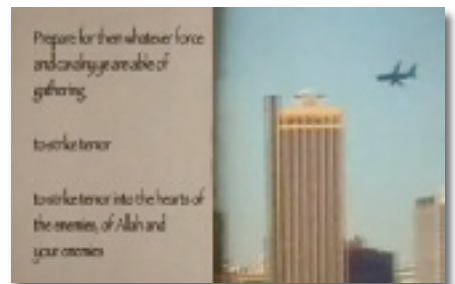 Prepare for them whatever force
and cavalry ye are able of
gathering
to strike terror
to strike terror into the hearts of
the enemies, of Allah and
your enemies